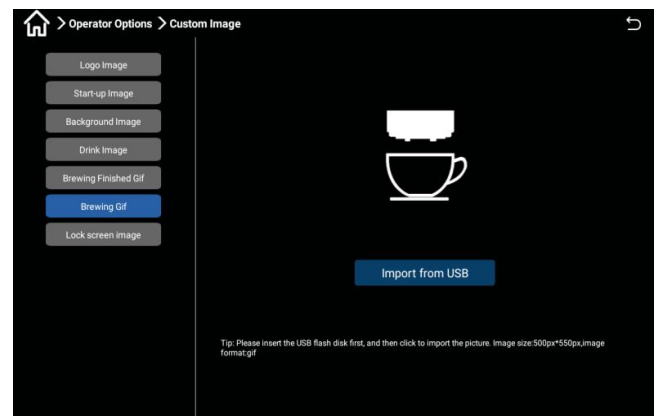 > Operator Options > Custom Image
Logo Image
Start-up Image
Background Image
Drink Image
Brewing Finished Gif
Brewing Gif
Lock screen image
Import from USB
Tip: Please insert the USB flash disk first, and then click to import the picture. Image size:500px*550px,image
format:gif